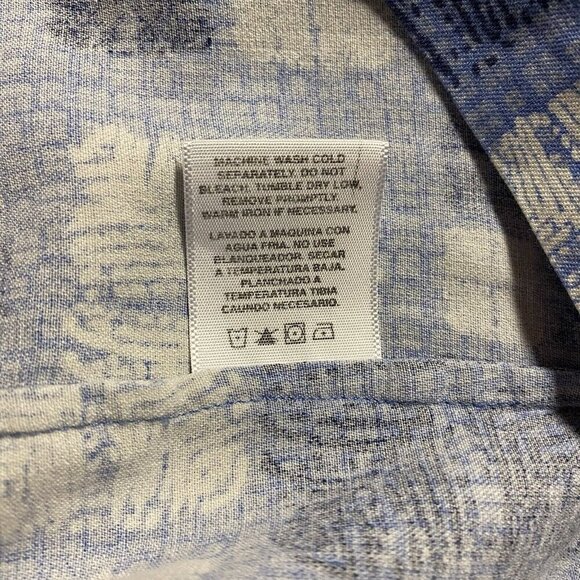 MACHINE WASH COLD
SEPARATELY. DO NOT
BLEACH. TUMBLE DRY LOW,
REMOVE PROMPTLY.
WARM IRON IF NECESSARY.
LAVADO A MAQUINA CON
AGUA FRIA. NO USE
BLANQUEADOR. SEGAR
A TEMPERATURA BAJA.
PLANCHADO A
TEMPERATURA TIBIA
CAUNDO NECESARIO.